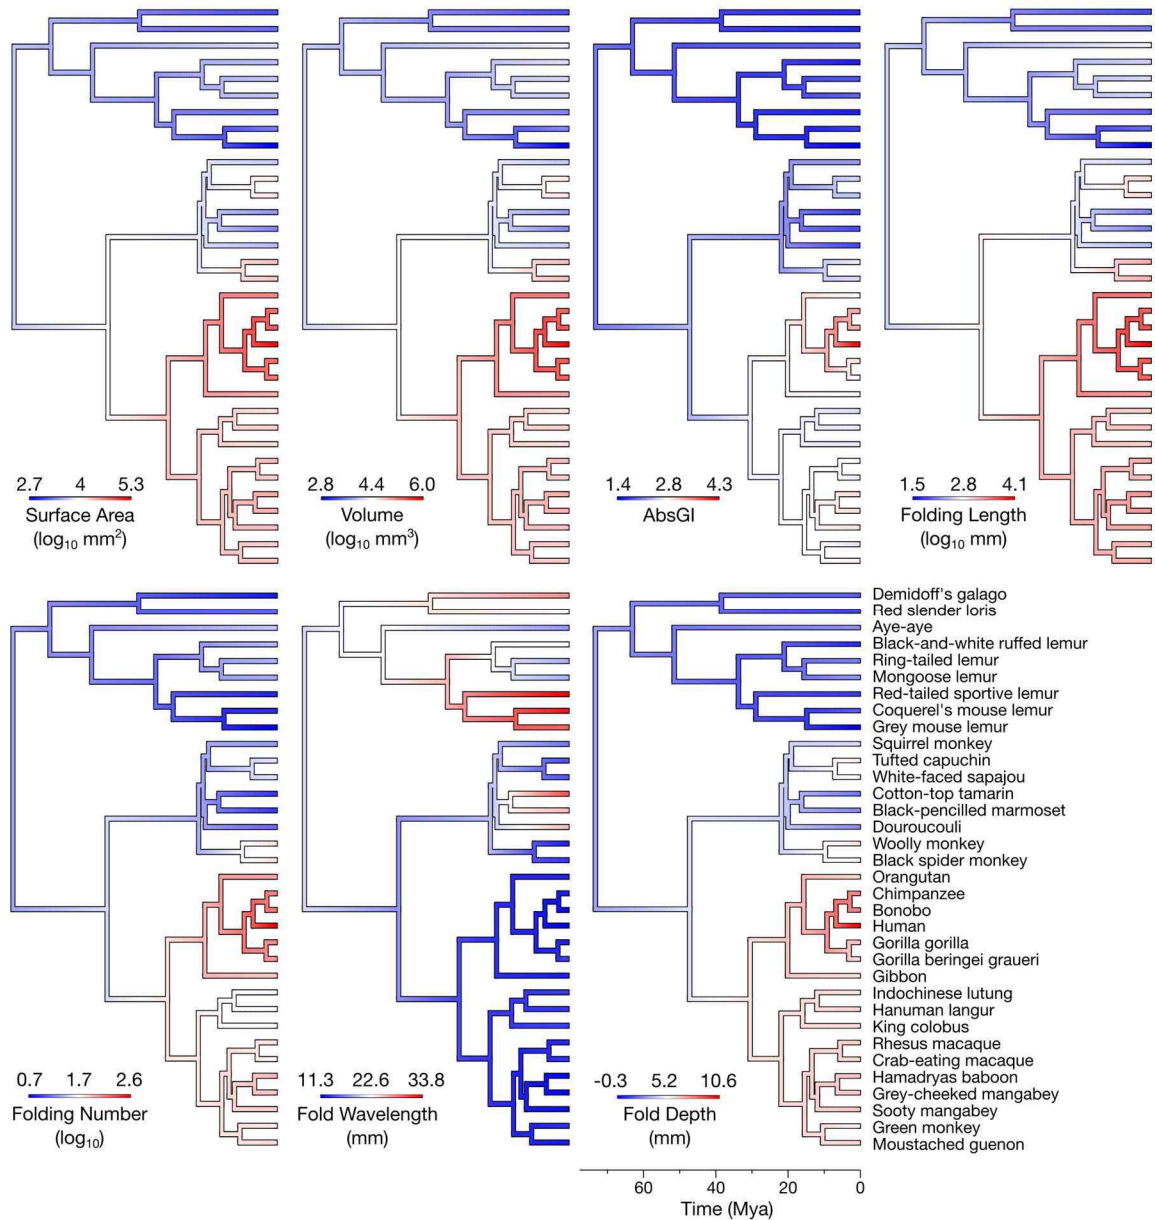 2.7 4 5.3
Surface Area
(log10 mm2)
2.8 4.4 6.0
Volume
(log10 mm3)
1.4 2.8 4.3
AbsGI
1.5 2.8 4.1
Folding Length
(log10 mm)
Demidoff's galago
Red slender loris
Aye-aye
Black-and-white ruffed lemur
Ring-tailed lemur
Mongoose lemur
Red-tailed sportive lemur
Coquerel's mouse lemur
Grey mouse lemur
Squirrel monkey
Tufted capuchin
White-faced sapajou
Cotton-top tamarin
Black-pencilled marmoset
Douroucouli
Woolly monkey
Black spider monkey
Orangutan
Chimpanzee
Bonobo
Human
Gorilla gorilla
Gorilla beringei graueri
Gibbon
Indochinese lutung
Hanuman langur
King colobus
Rhesus macaque
Crab-eating macaque
Hamadryas baboon
Grey-cheeked mangabey
Sooty mangabey
Green monkey
Moustached guenon
0.7 1.7 2.6
Folding Number
(log10)
11.3 22.6 33.8
Fold Wavelength
(mm)
-0.3 5.2 10.6
Fold Depth
(mm)
60 40 20 0
Time (Mya)